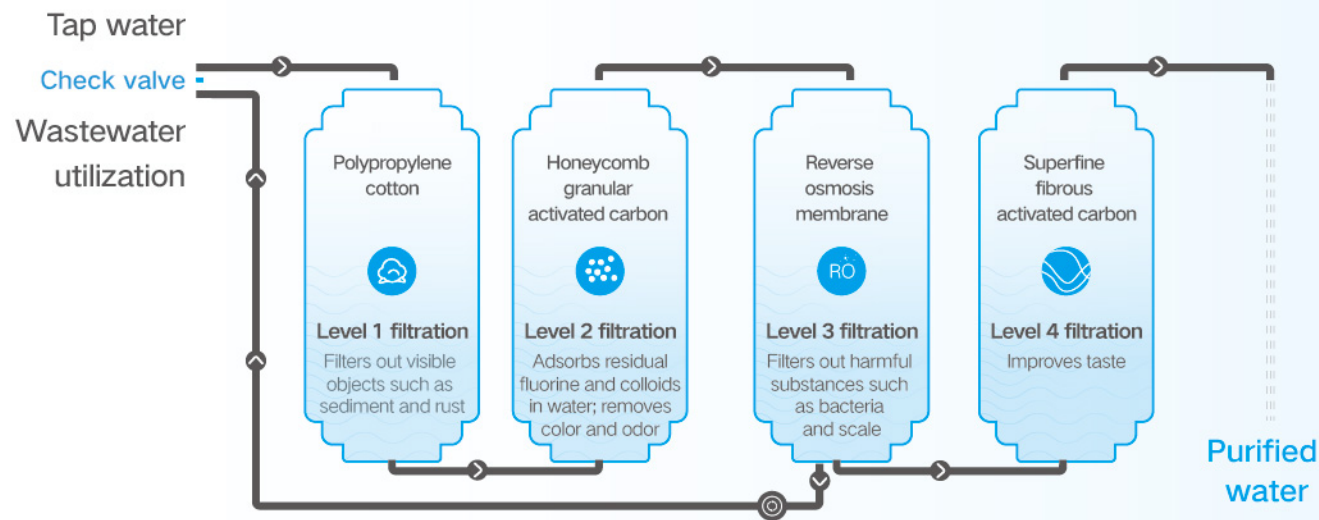 Tap water
Check valve
Wastewater
utilization
Polypropylene
cotton
Level 1 filtration
Filters out visible
objects such as
sediment and rust
Honeycomb
granular
activated carbon
Level 2 filtration
Adsorbs residual
fluorine and colloids
in water; removes
color and odor
Reverse
osmosis
membrane
RO
Level 3 filtration
Filters out harmful
substances such
as bacteria
and scale
Superfine
fibrous
activated carbon
Level 4 filtration
Improves taste
Purified
water